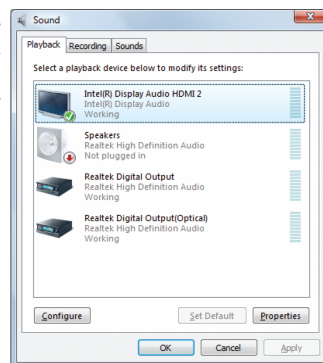 Sound
Playback Recording Sounds
Select a playback device below to modify its settings:
Intel(R) Display Audio HDMI 2
Intel(R) Display Audio
Working
Speakers
Realtek High Definition Audio
Not plugged in
Realtek Digital Output
Realtek High Definition Audio
Working
Realtek Digital Output(Optical)
Realtek High Definition Audio
Working
Configure Set Default Properties
OK Cancel Apply